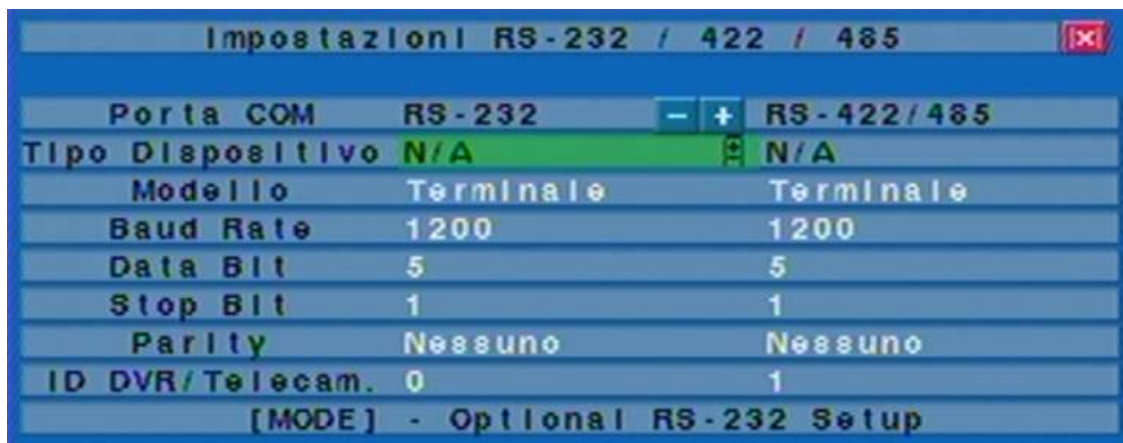 Impostazioni RS-232 / 422 / 485
Porta COM RS-232 - + RS-422/485
Tipo Dispositivo N/A N/A
Modello Terminale Terminale
Baud Rate 1200 1200
Data Bit 5 5
Stop Bit 1 1
Parity Nessuno Nessuno
ID DVR/Telecam. 0 1
[MODE] - Optional RS-232 Setup